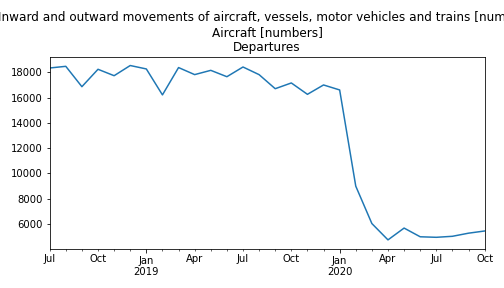 Inward and outward movements of aircraft, vessels, motor vehicles and trains
Aircraft [numbers]
Departures
18000
16000
14000
12000
10000
8000
6000
Jul Oct Jan Apr Jul Oct Jan Apr Jul Oct
2019 2020